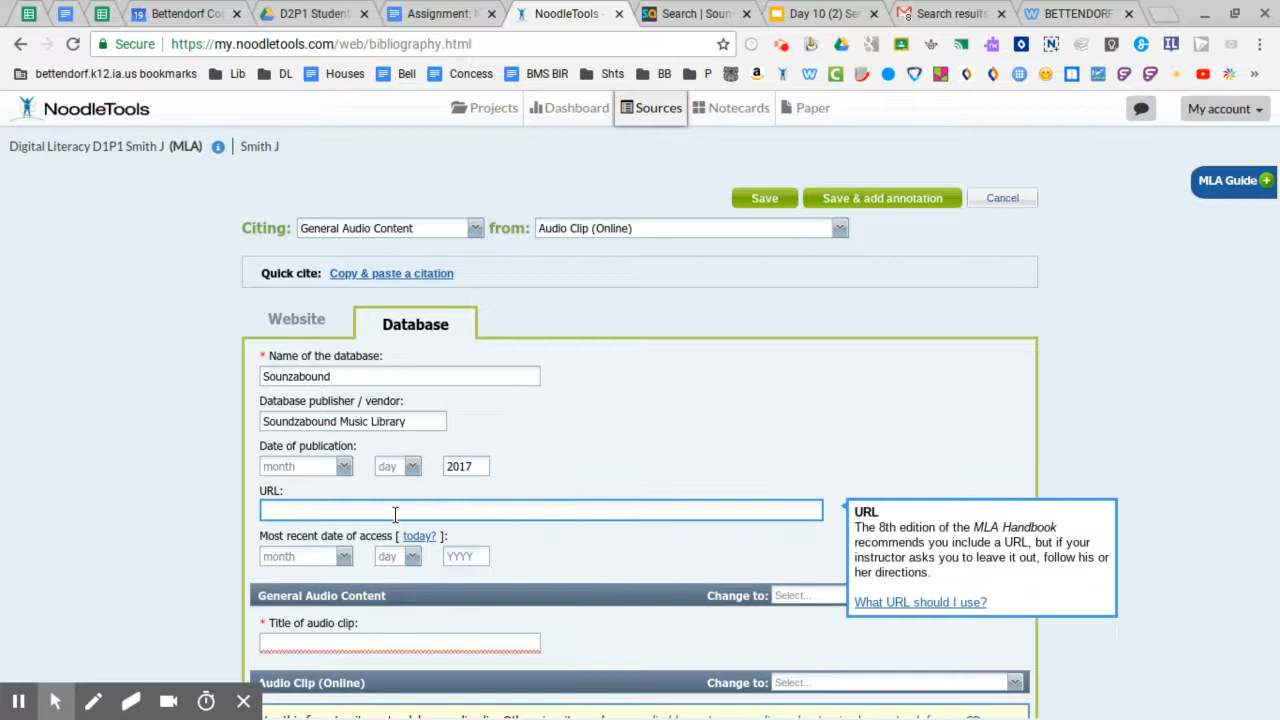 Bettendorf Co
D2P1 Student
Assignment: N
NoodleTools -
Search | Soun
Day 10 (2) Se
Search results
BETTENDORF
Secure | https://my.noodletools.com/web/bibliography.html
bettendorf.k12.ia.us bookmarks Lib DL Houses Bell Concess BMS BIR Shts BB P »
NoodleTools
Projects Dashboard Sources Notecards Paper My account
Digital Literacy D1P1 Smith J (MLA) Smith J
MLA Guide
Save Save & add annotation Cancel
Citing: General Audio Content from: Audio Clip (Online)
Quick cite: Copy & paste a citation
Website Database
* Name of the database:
Sounzabound
Database publisher / vendor:
Soundzabound Music Library
Date of publication:
month day 2017
URL:
URL
The 8th edition of the MLA Handbook
recommends you include a URL, but if your
instructor asks you to leave it out, follow his or
her directions.
What URL should I use?
Most recent date of access [ today? ]:
month day YYYY
General Audio Content Change to: Select...
* Title of audio clip:
Audio Clip (Online) Change to: Select...